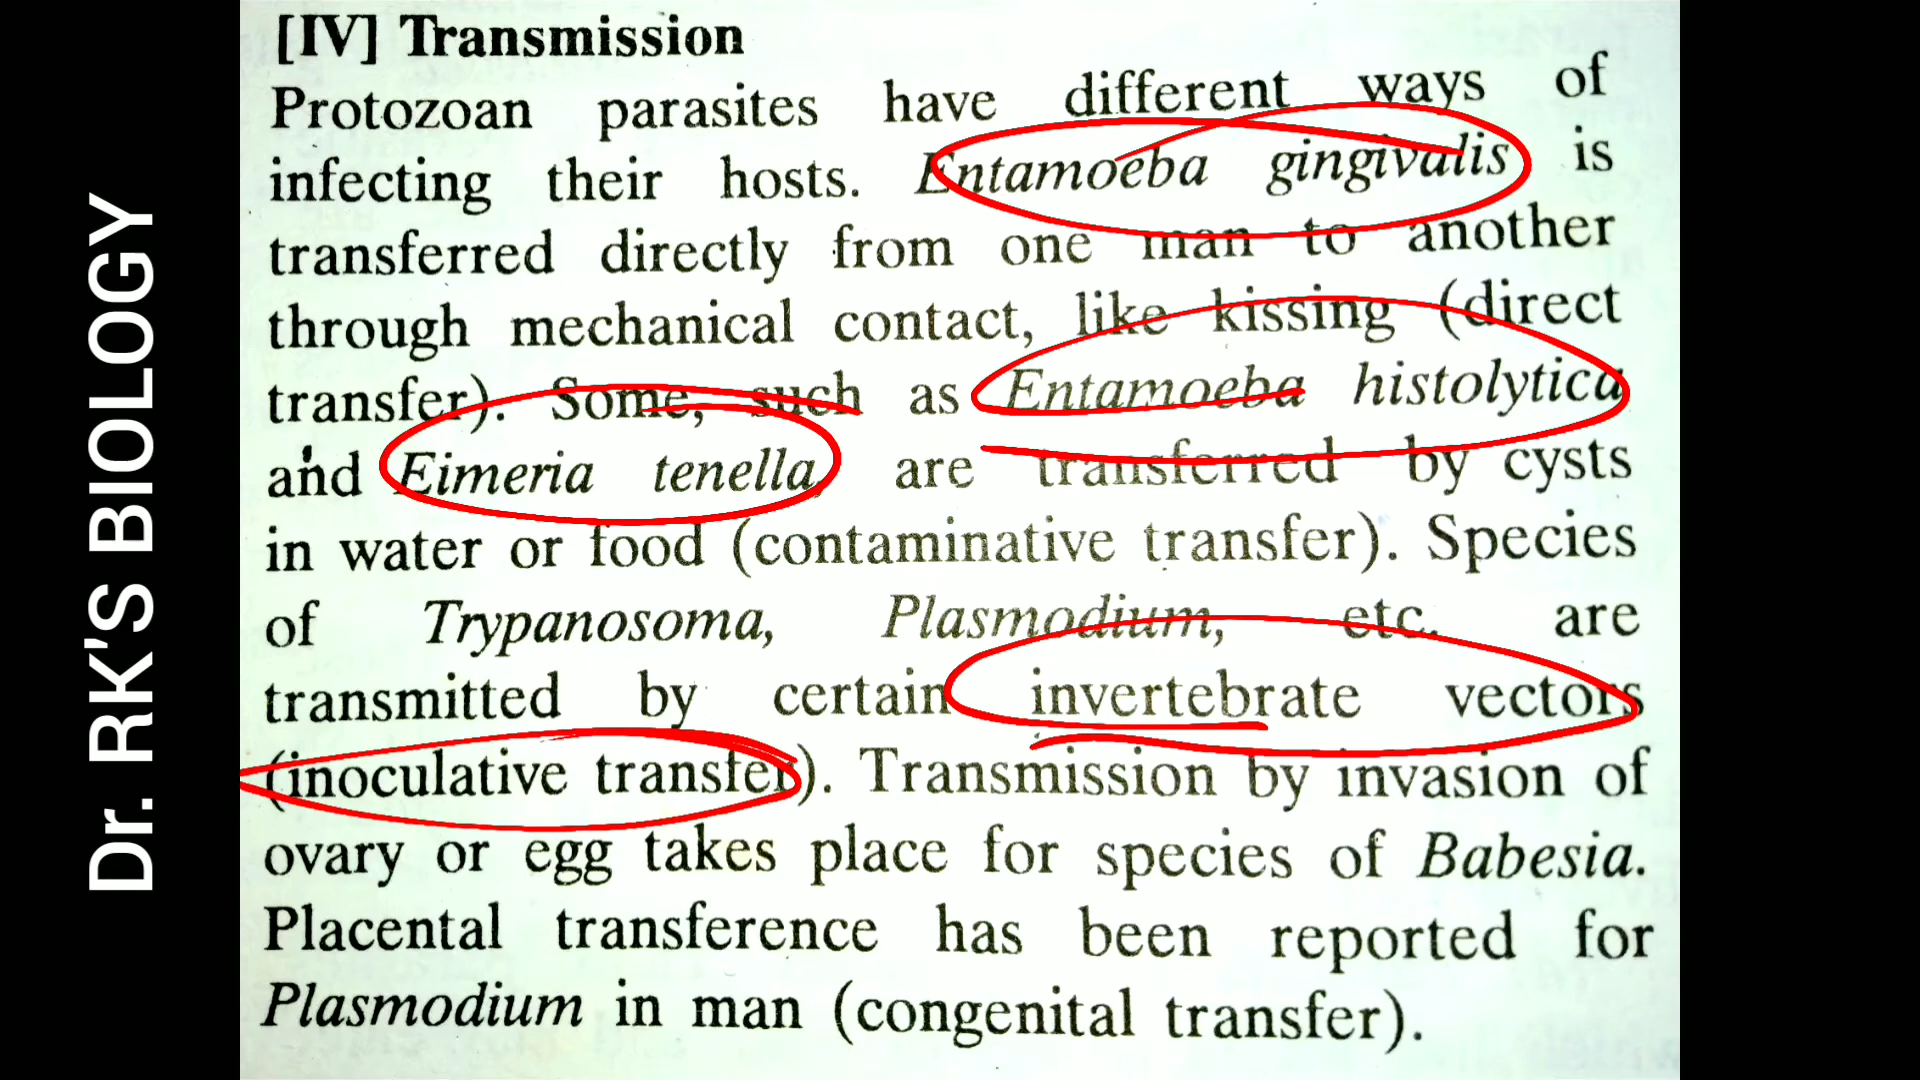 Dr. RK'S BIOLOGY
[IV] Transmission
Protozoan parasites have different ways of
infecting their hosts. Entamoeba gingivalis is
transferred directly from one man to another
through mechanical contact, like kissing (direct
transfer). Some, such as Entamoeba histolytica
and Eimeria tenella, are transferred by cysts
in water or food (contaminative transfer). Species
of Trypanosoma, Plasmodium, etc. are
transmitted by certain invertebrate vectors
(inoculative transfer). Transmission by invasion of
ovary or egg takes place for species of Babesia.
Placental transference has been reported for
Plasmodium in man (congenital transfer).